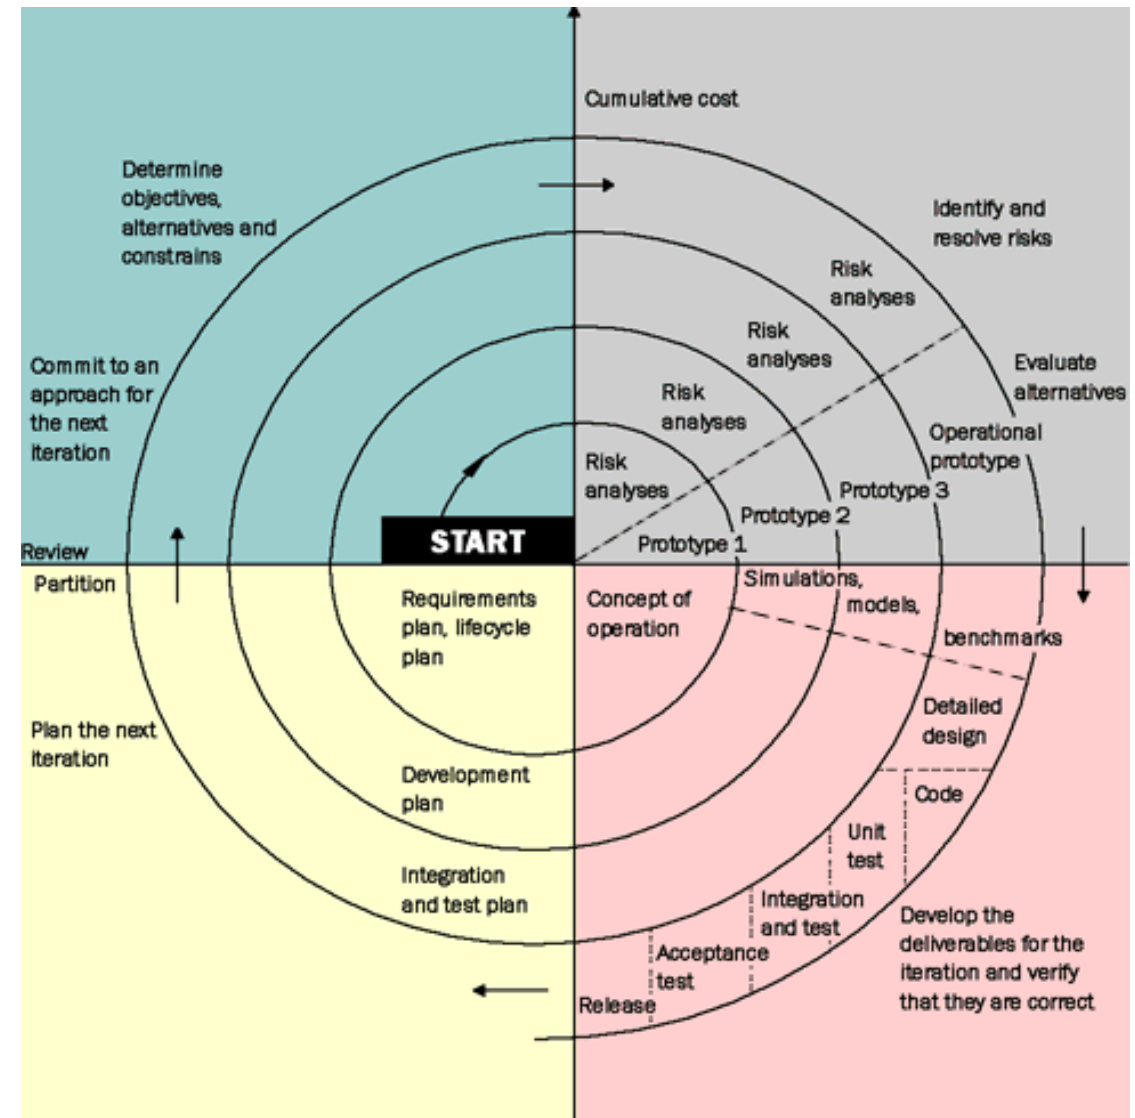 Cumulative cost
Determine
objectives,
alternatives and
constrains
Identify and
resolve risks
Risk
analyses
Risk
analyses
Evaluate
alternatives
Commit to an
approach for
the next
iteration
Risk
analyses
Operational
prototype
Risk
analyses
Prototype 3
Prototype 2
START
Prototype 1
Review
Partition
Requirements
plan, lifecycle
plan
Concept of
operation
Simulations,
models,
benchmarks
Plan the next
iteration
Detailed
design
Development
plan
Code
Unit
test
Integration
and test plan
Integration
and test
Develop the
deliverables for the
iteration and verify
that they are correct
Acceptance
test
Release